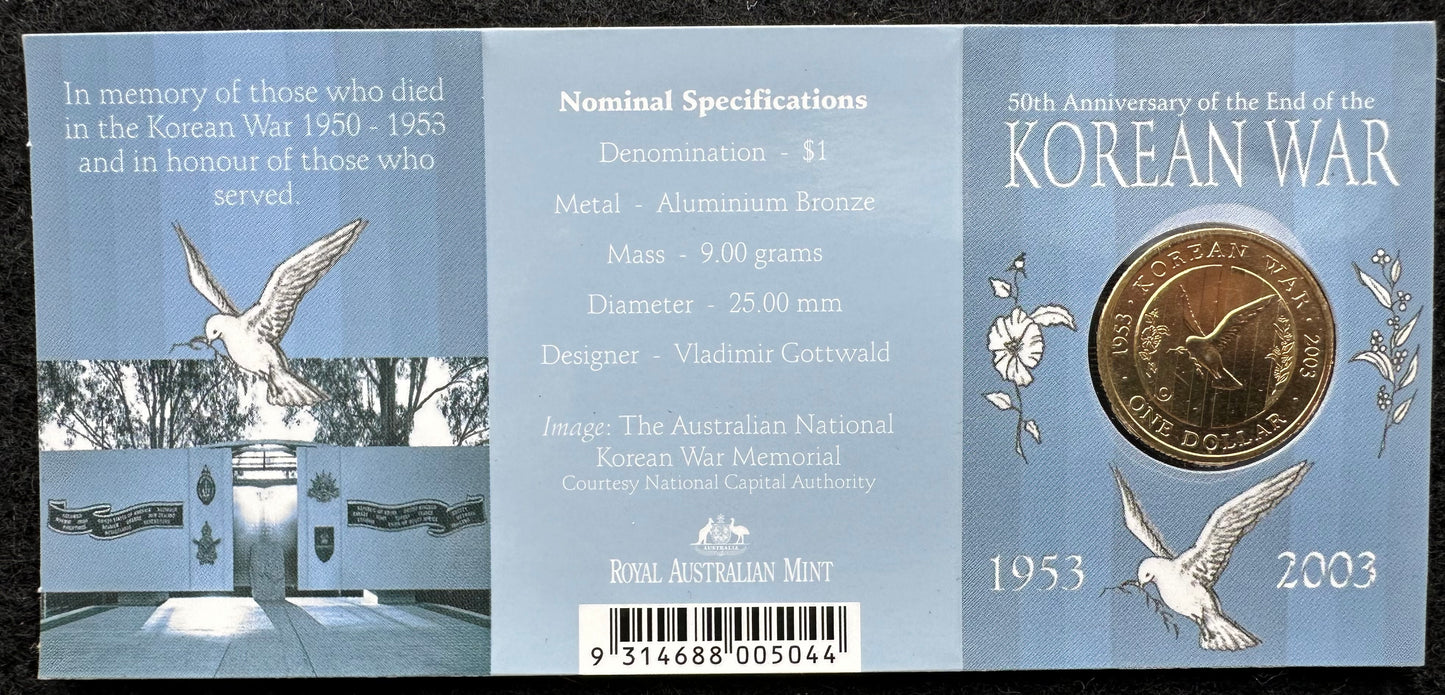 In memory of those who died
in the Korean War 1950 - 1953
and in honour of those who
served.
Nominal Specifications
Denomination - $1
Metal - Aluminium Bronze
Mass - 9.00 grams
Diameter - 25.00 mm
Designer - Vladimir Gottwald
Image: The Australian National
Korean War Memorial
Courtesy National Capital Authority
AUSTRALIA
ROYAL AUSTRALIAN MINT
9 314688 005044
50th Anniversary of the End of the
KOREAN WAR
1953 · KOREAN WAR · 2003
· ONE DOLLAR ·
C
1953
2003